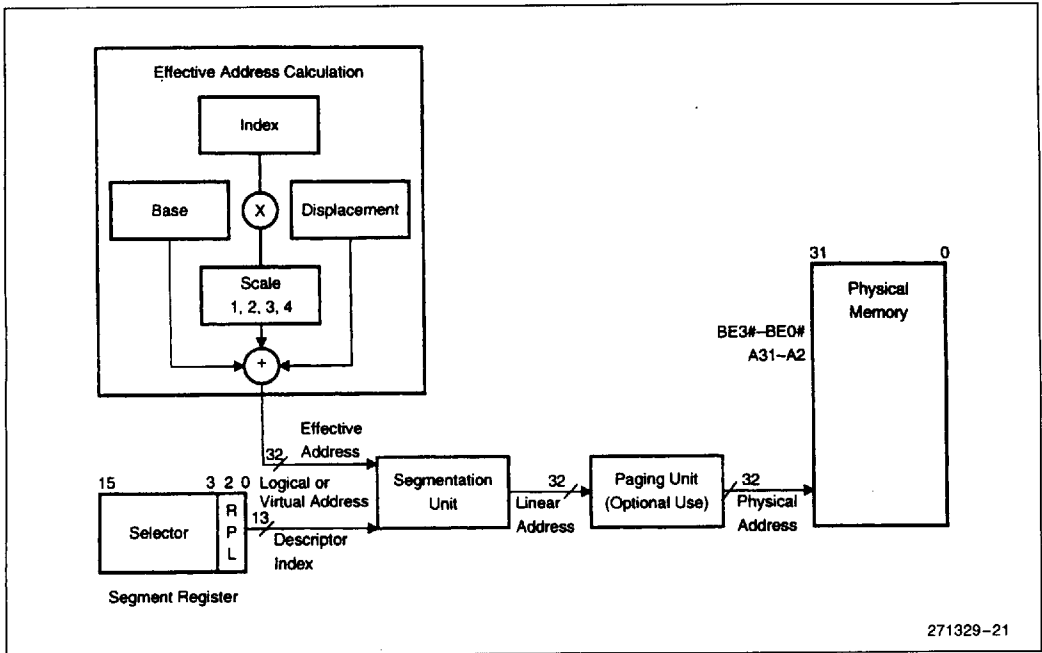 Effective Address Calculation
Index
Base
X
Displacement
Scale
1, 2, 3, 4
+
31 0
Physical
Memory
BE3#–BE0#
A31–A2
Effective
Address
32
Logical or
Virtual Address
15 3 2 0
Selector
R
P
L
13
Descriptor
Index
Segment Register
Segmentation
Unit
32
Linear
Address
Paging Unit
(Optional Use)
32
Physical
Address
271329–21